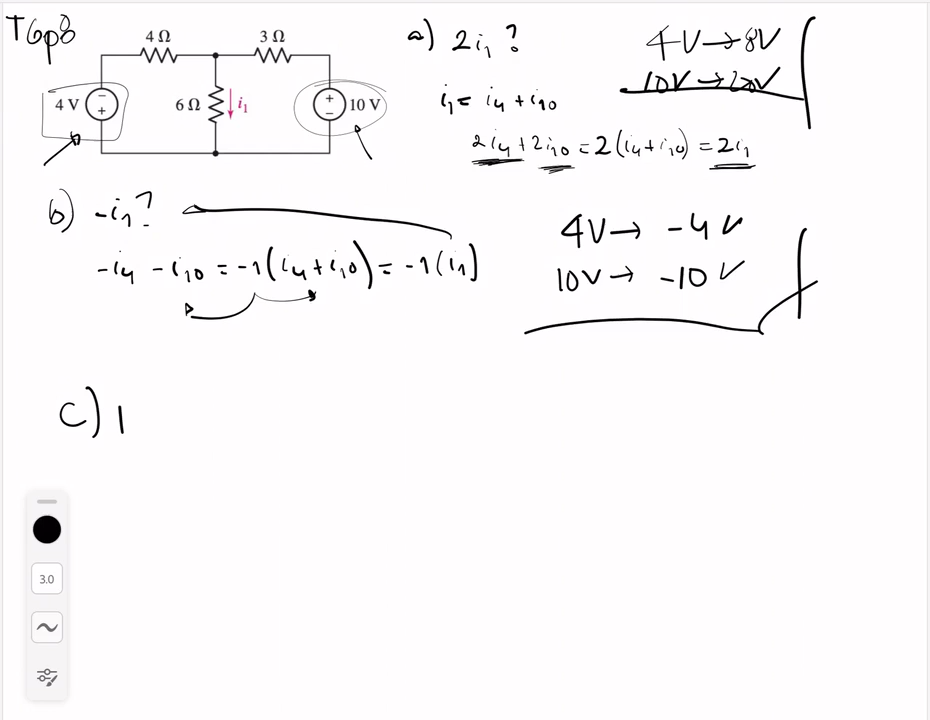 TGp8
4 Ω 3 Ω
4 V 6 Ω i₁ 10 V
a) 2i₁?
4V→8V
10V→20V
i₁= i₄+i₁₀
2i₄+2i₁₀=2(i₄+i₁₀)=2i₁
b) -i₁?
-i₄ -i₁₀=-1(i₄+i₁₀)=-1(i₁)
4V→ -4V
10V→ -10V
c) 1
3.0